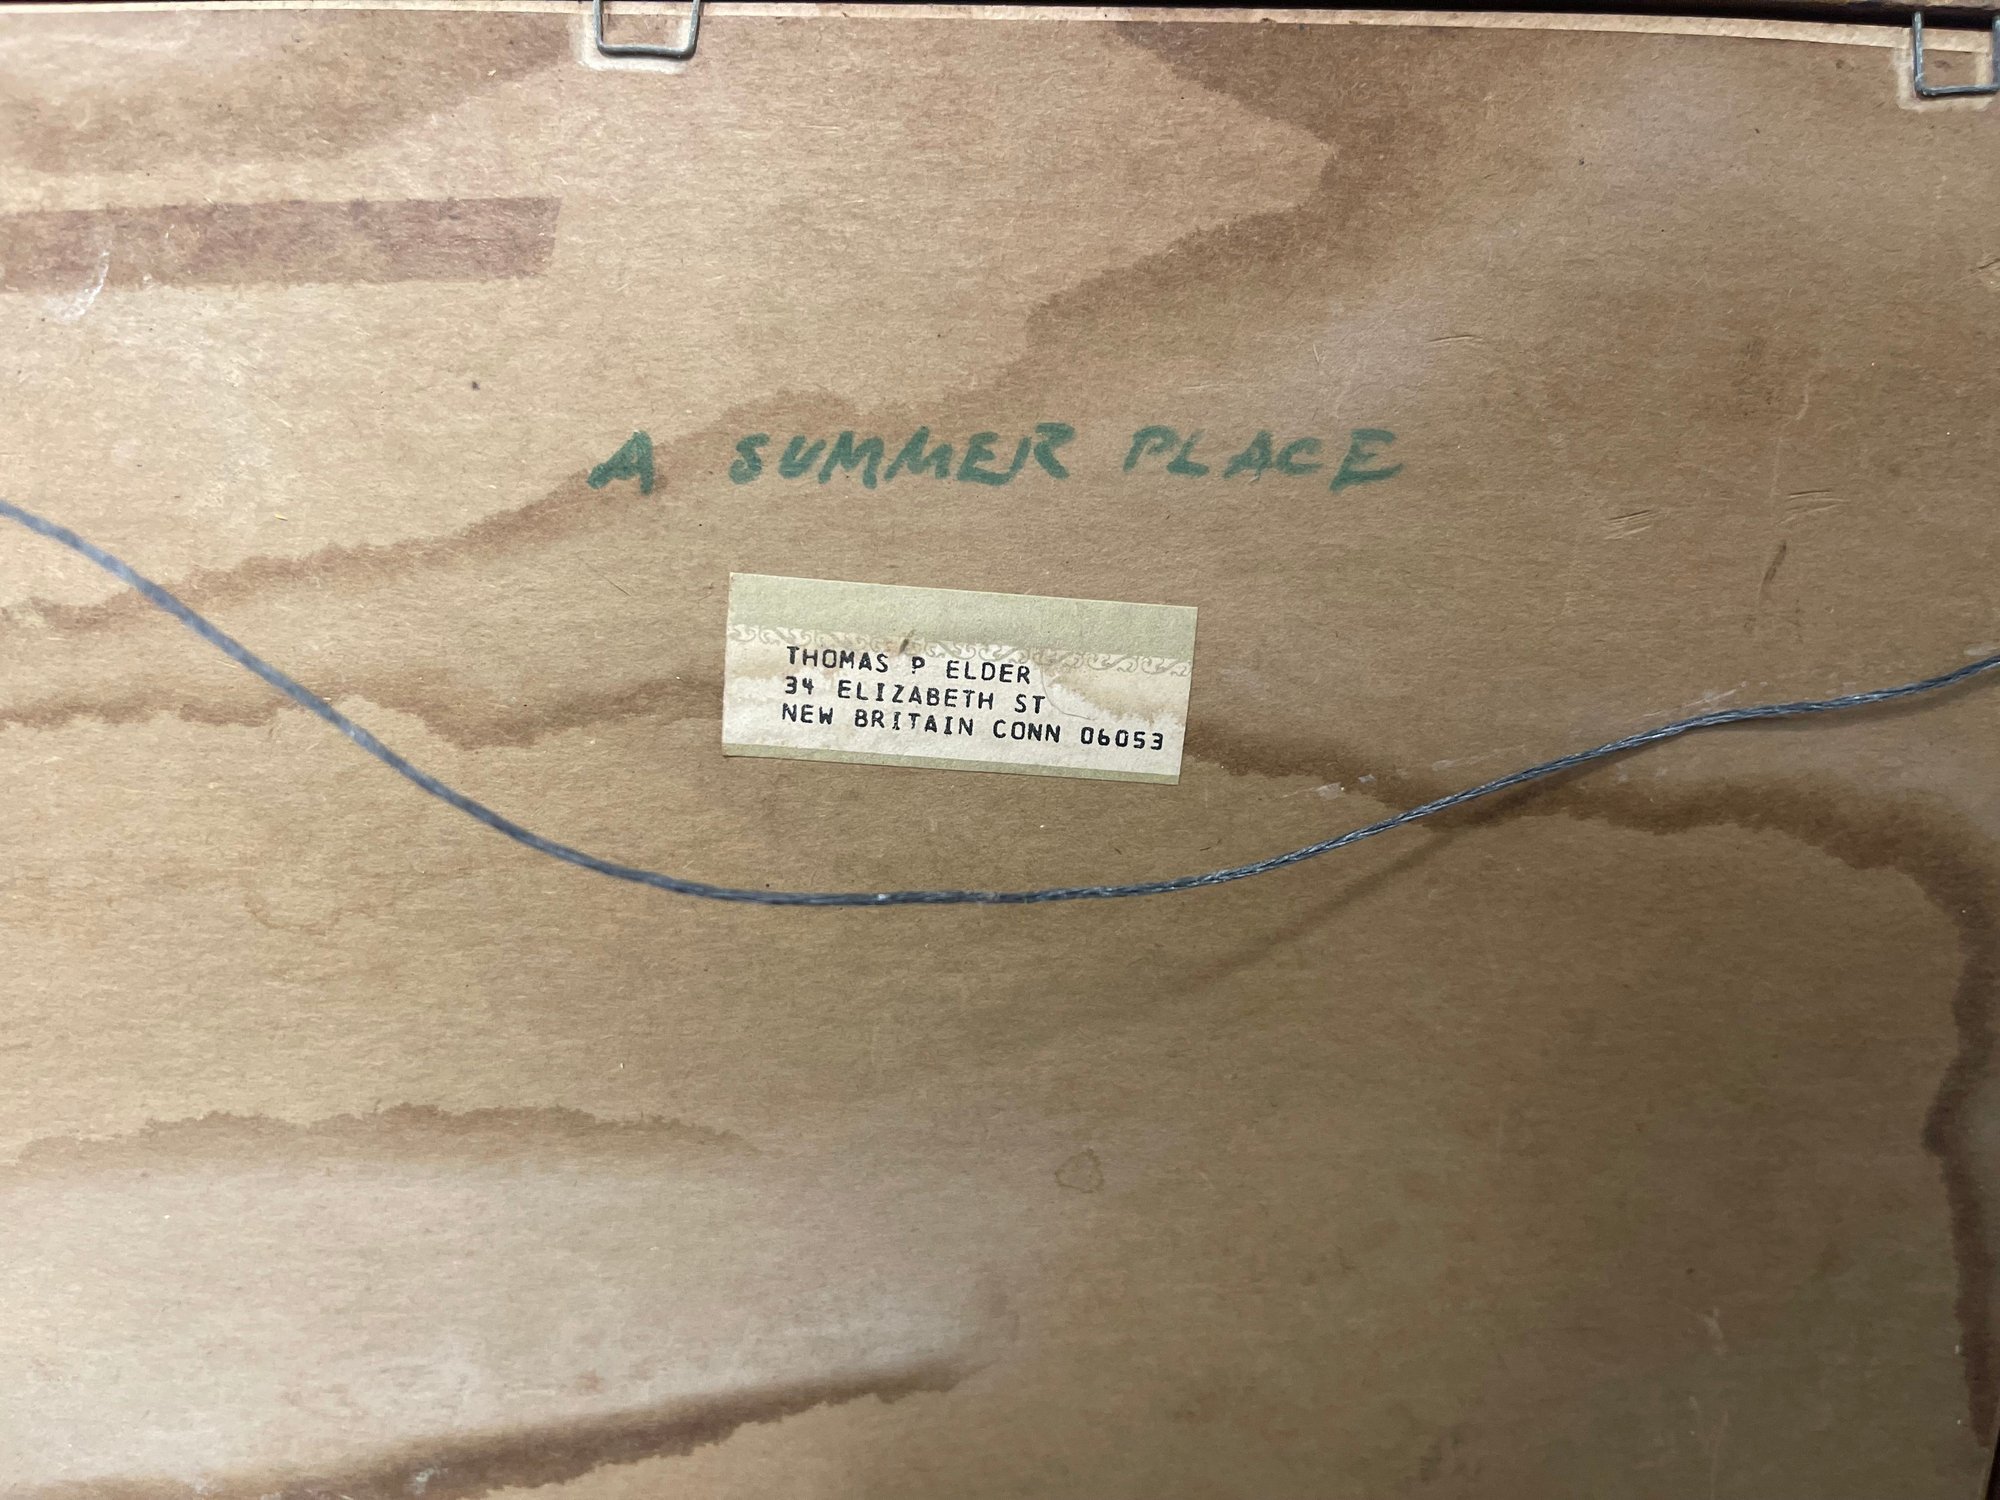 A SUMMER PLACE
THOMAS P ELDER
34 ELIZABETH ST
NEW BRITAIN CONN 06053